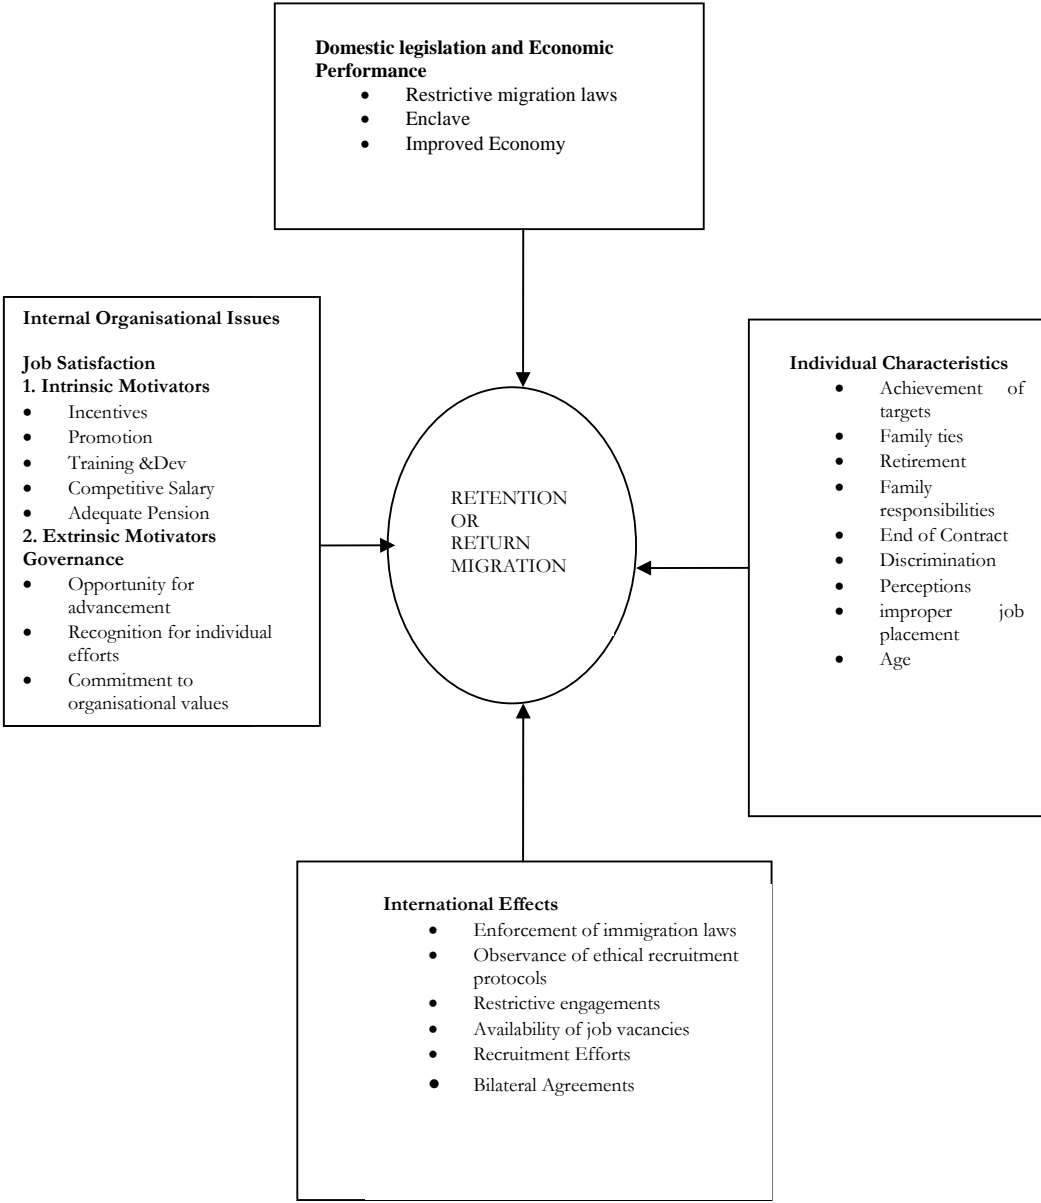 Domestic legislation and Economic
Performance
• Restrictive migration laws
• Enclave
• Improved Economy
Internal Organisational Issues
Job Satisfaction
1. Intrinsic Motivators
• Incentives
• Promotion
• Training &Dev
• Competitive Salary
• Adequate Pension
2. Extrinsic Motivators
Governance
• Opportunity for
advancement
• Recognition for individual
efforts
• Commitment to
organisational values
RETENTION
OR
RETURN
MIGRATION
Individual Characteristics
• Achievement of
targets
• Family ties
• Retirement
• Family
responsibilities
• End of Contract
• Discrimination
• Perceptions
• improper job
placement
• Age
International Effects
• Enforcement of immigration laws
• Observance of ethical recruitment
protocols
• Restrictive engagements
• Availability of job vacancies
• Recruitment Efforts
• Bilateral Agreements